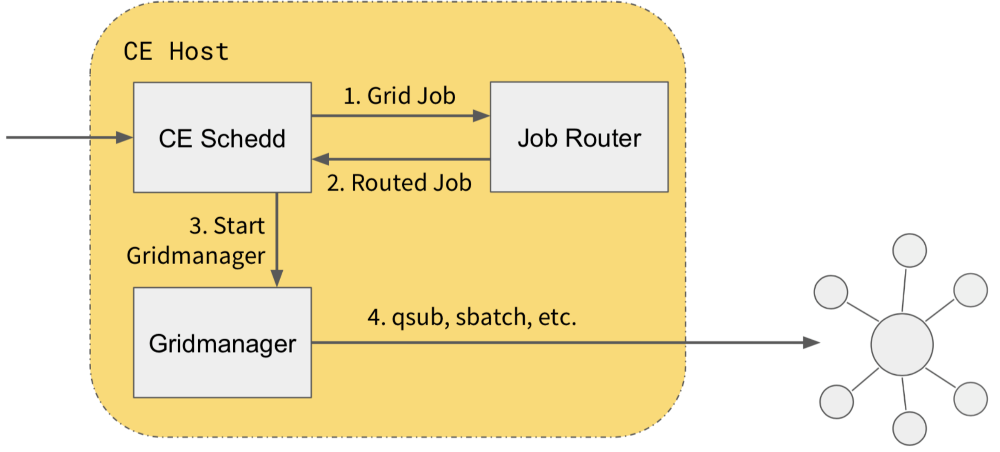 CE Host
1. Grid Job
CE Schedd
Job Router
2. Routed Job
3. Start
Gridmanager
4. qsub, sbatch, etc.
Gridmanager